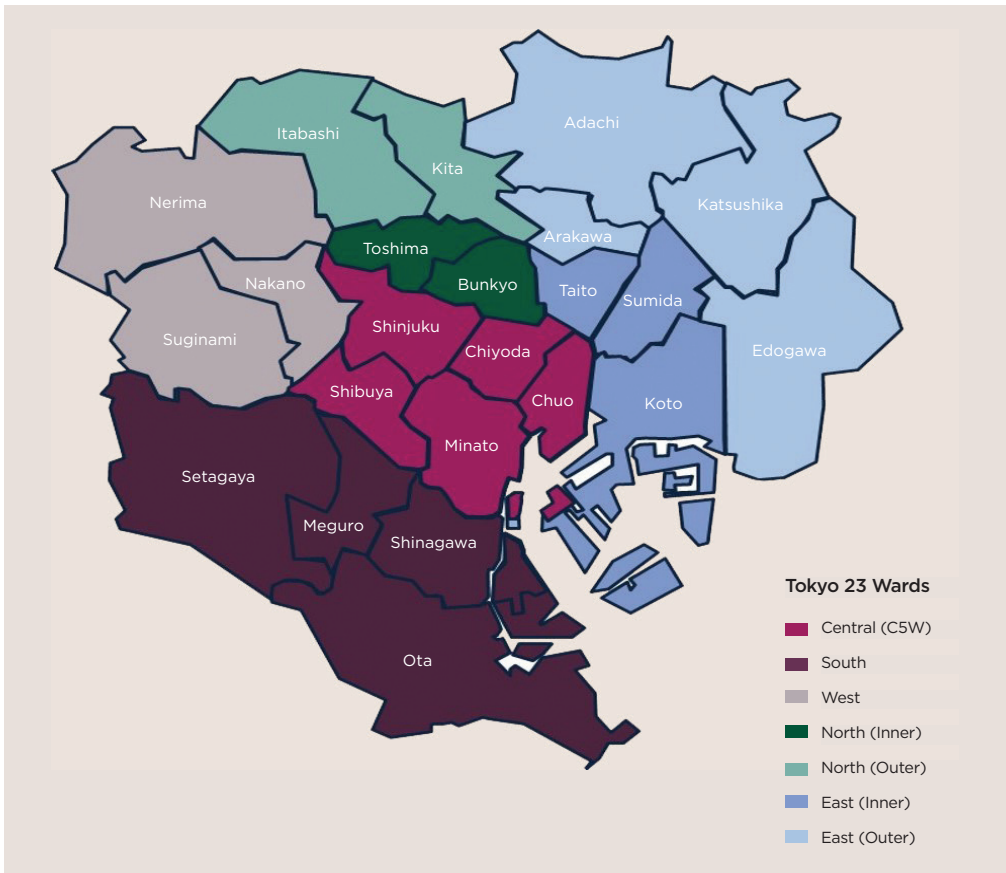 Adachi
Itabashi
Kita
Nerima
Katsushika
Arakawa
Toshima
Nakano
Bunkyo
Taito
Sumida
Shinjuku
Suginami
Chiyoda
Edogawa
Shibuya
Chuo
Koto
Minato
Setagaya
Meguro
Shinagawa
Ota
Tokyo 23 Wards
Central (C5W)
South
West
North (Inner)
North (Outer)
East (Inner)
East (Outer)